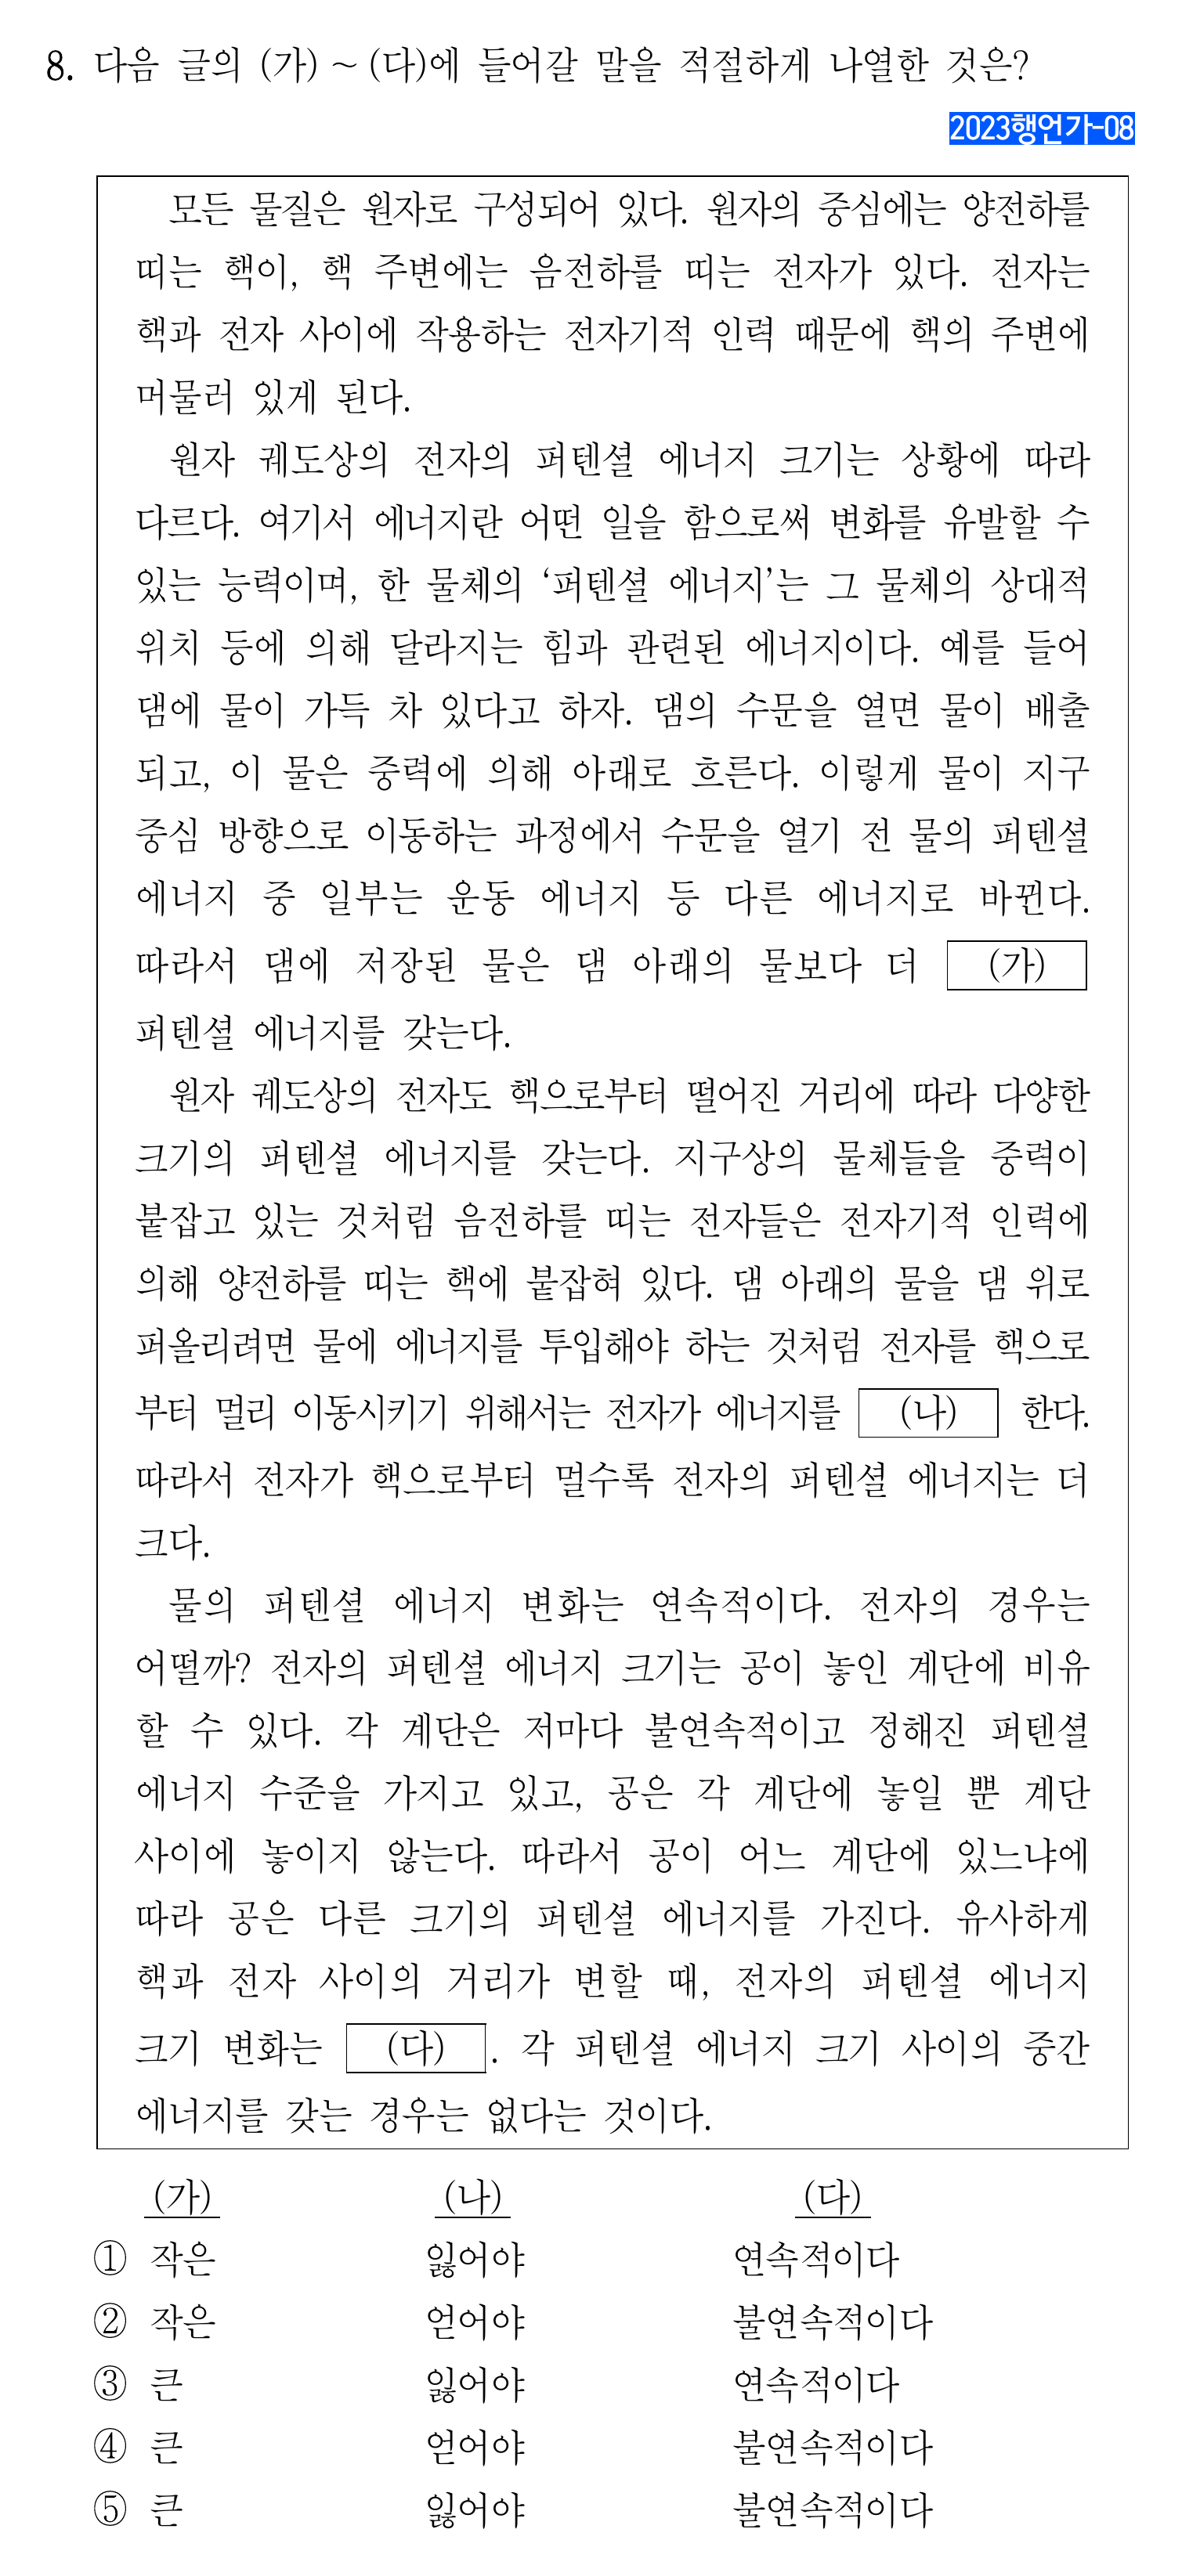 8. 다음 글의 (가) ~ (다)에 들어갈 말을 적절하게 나열한 것은?
2023행언가-08
모든 물질은 원자로 구성되어 있다. 원자의 중심에는 양전하를
띠는 핵이, 핵 주변에는 음전하를 띠는 전자가 있다. 전자는
핵과 전자 사이에 작용하는 전자기적 인력 때문에 핵의 주변에
머물러 있게 된다.
원자 궤도상의 전자의 퍼텐셜 에너지 크기는 상황에 따라
다르다. 여기서 에너지란 어떤 일을 함으로써 변화를 유발할 수
있는 능력이며, 한 물체의 ‘퍼텐셜 에너지’는 그 물체의 상대적
위치 등에 의해 달라지는 힘과 관련된 에너지이다. 예를 들어
댐에 물이 가득 차 있다고 하자. 댐의 수문을 열면 물이 배출
되고, 이 물은 중력에 의해 아래로 흐른다. 이렇게 물이 지구
중심 방향으로 이동하는 과정에서 수문을 열기 전 물의 퍼텐셜
에너지 중 일부는 운동 에너지 등 다른 에너지로 바뀐다.
따라서 댐에 저장된 물은 댐 아래의 물보다 더 (가)
퍼텐셜 에너지를 갖는다.
원자 궤도상의 전자도 핵으로부터 떨어진 거리에 따라 다양한
크기의 퍼텐셜 에너지를 갖는다. 지구상의 물체들을 중력이
붙잡고 있는 것처럼 음전하를 띠는 전자들은 전자기적 인력에
의해 양전하를 띠는 핵에 붙잡혀 있다. 댐 아래의 물을 댐 위로
퍼올리려면 물에 에너지를 투입해야 하는 것처럼 전자를 핵으로
부터 멀리 이동시키기 위해서는 전자가 에너지를 (나) 한다.
따라서 전자가 핵으로부터 멀수록 전자의 퍼텐셜 에너지는 더
크다.
물의 퍼텐셜 에너지 변화는 연속적이다. 전자의 경우는
어떨까? 전자의 퍼텐셜 에너지 크기는 공이 놓인 계단에 비유
할 수 있다. 각 계단은 저마다 불연속적이고 정해진 퍼텐셜
에너지 수준을 가지고 있고, 공은 각 계단에 놓일 뿐 계단
사이에 놓이지 않는다. 따라서 공이 어느 계단에 있느냐에
따라 공은 다른 크기의 퍼텐셜 에너지를 가진다. 유사하게
핵과 전자 사이의 거리가 변할 때, 전자의 퍼텐셜 에너지
크기 변화는 (다) . 각 퍼텐셜 에너지 크기 사이의 중간
에너지를 갖는 경우는 없다는 것이다.
(가) (나) (다)
① 작은 잃어야 연속적이다
② 작은 얻어야 불연속적이다
③ 큰 잃어야 연속적이다
④ 큰 얻어야 불연속적이다
⑤ 큰 잃어야 불연속적이다